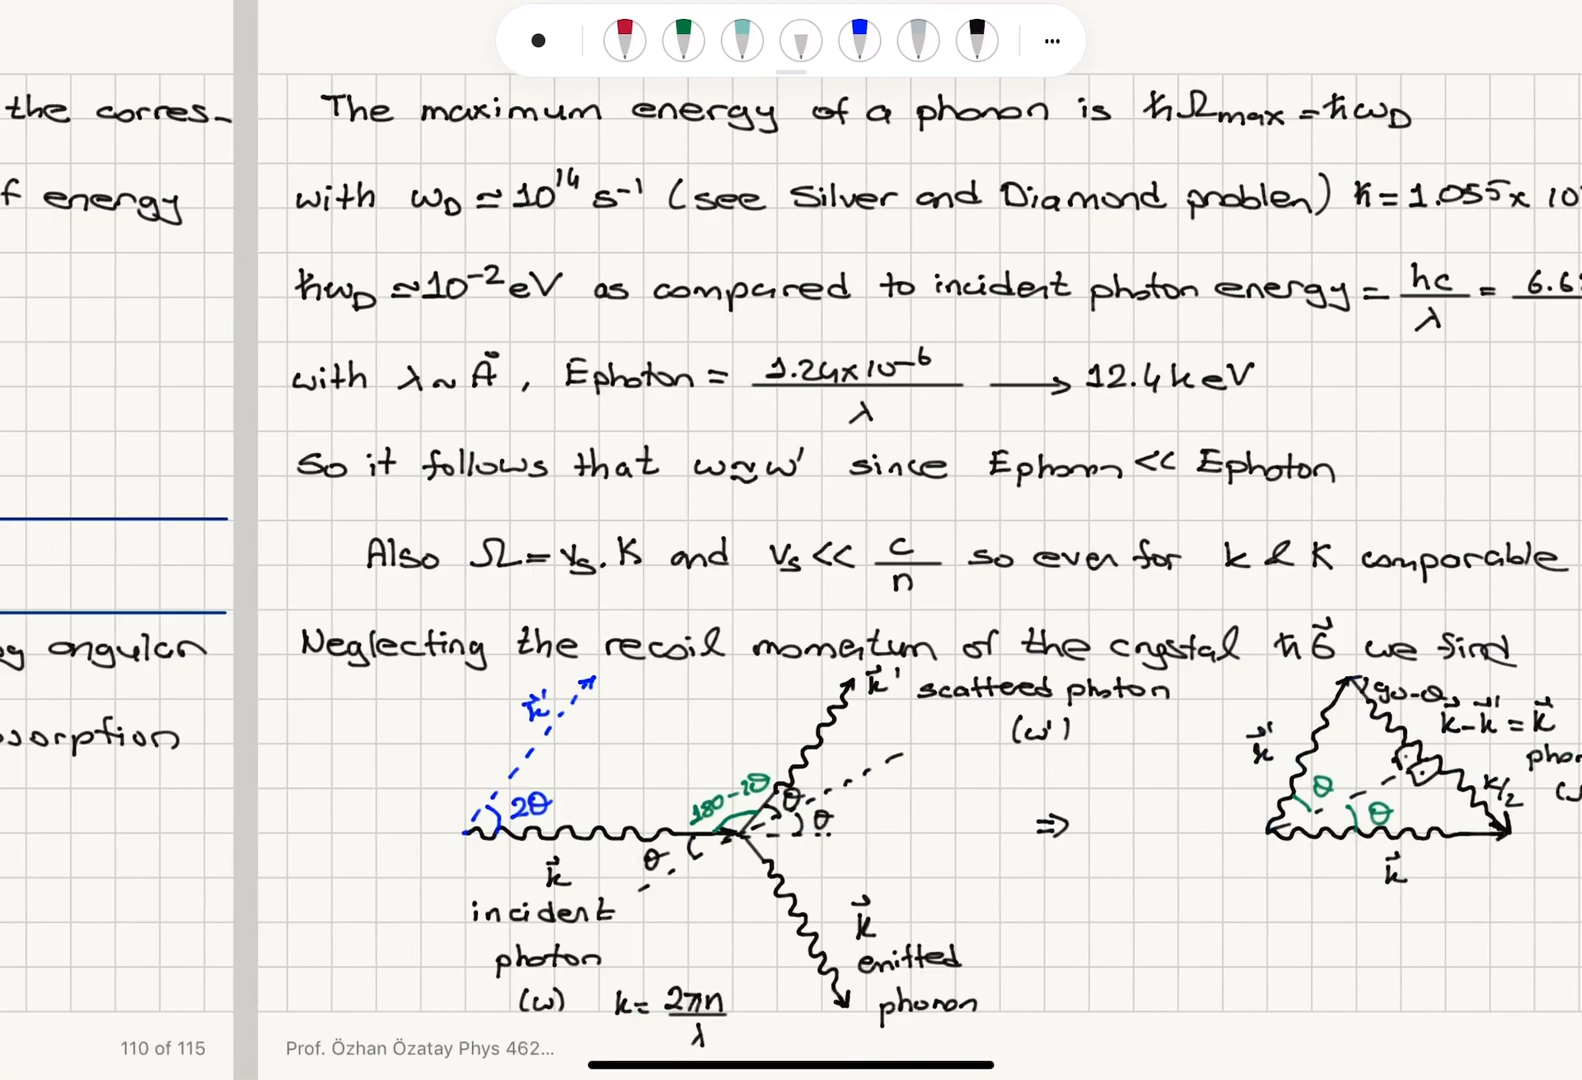 the corres-
f energy
angular
sorption
110 of 115
The maximum energy of a phonon is ħΩmax = ħωD
with ωD ≃ 10¹⁴ s⁻¹ (see Silver and Diamond problem) ħ = 1.055 x 10
ħωD ≃ 10⁻² eV as compared to incident photon energy = hc/λ = 6.6
with λ ~ Å, Ephoton = 1.24 x 10⁻⁶/λ → 12.4 keV
So it follows that ω ≈ ω' since Ephonon << Ephoton
Also Ω = vs. K and vs << c/n so even for k & K comparable
Neglecting the recoil momentum of the crystal ħG⃗ we find
k⃗'
2θ
k⃗
incident
photon
(ω)
k = 2πn/λ
180-2θ
θ
θ
θ
k⃗' scattered photon
(ω')
K⃗
emitted
phonon
⇒
k⃗'
90-θ
k⃗-k⃗' = K⃗
phon
K/2
θ
θ
k⃗
Prof. Özhan Özatay Phys 462...